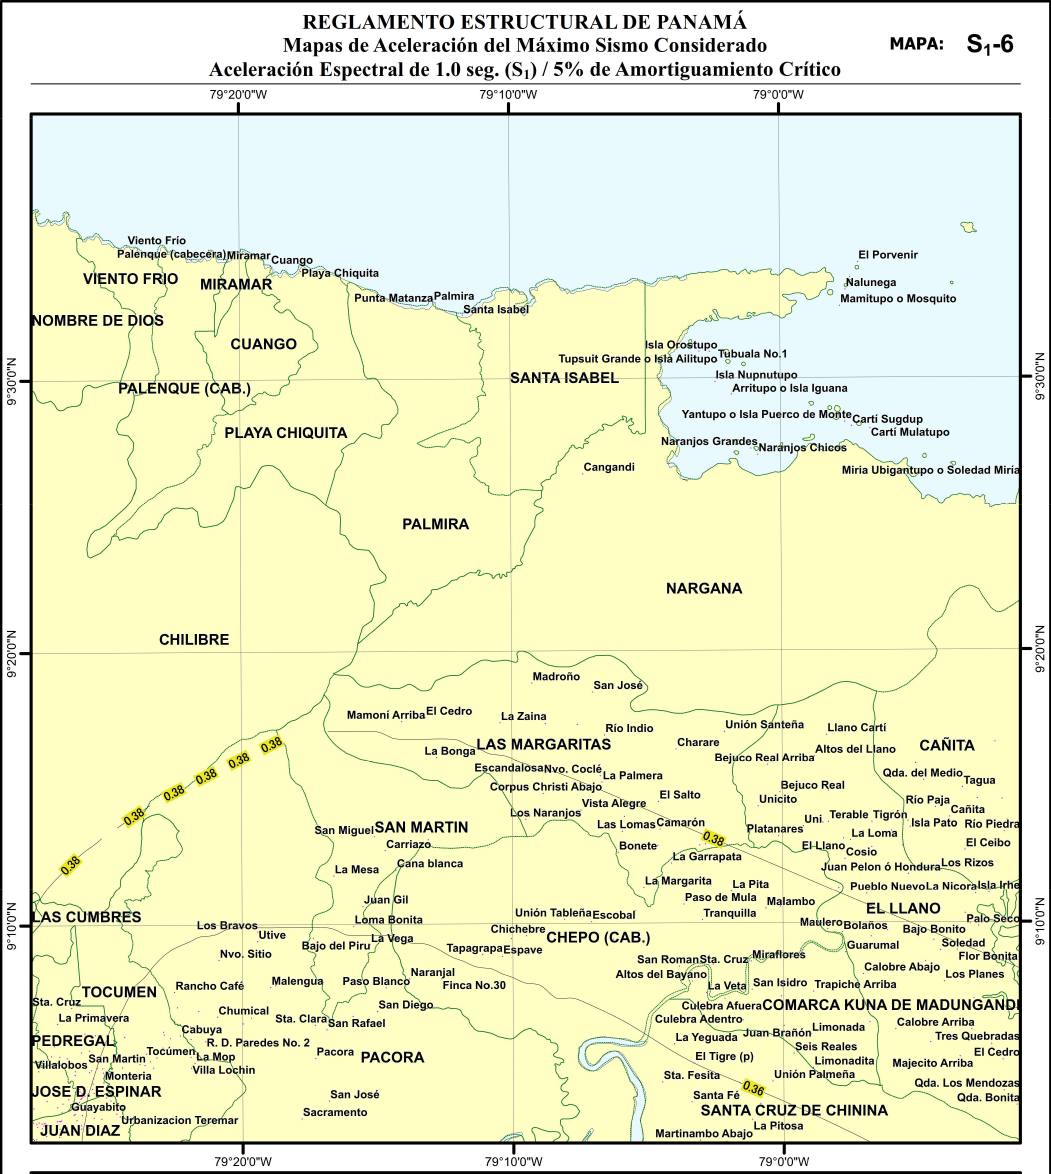 REGLAMENTO ESTRUCTURAL DE PANAMÁ
Mapas de Aceleración del Máximo Sismo Considerado
MAPA: S1-6
Aceleración Espectral de 1.0 seg. (S1) / 5% de Amortiguamiento Crítico
79°20'0"W 79°10'0"W 79°0'0"W
Viento Frío
Palenque (cabecera) Miramar Cuango
El Porvenir
Playa Chiquita
VIENTO FRIO
MIRAMAR
Nalunega
Punta Matanza Palmira
Mamitupo o Mosquito
Santa Isabel
NOMBRE DE DIOS
CUANGO
Isla Orostupo
Tupsuit Grande o Isla Ailitupo Tubuala No.1
SANTA ISABEL
Isla Nupnutupo
9°30'0"N
9°30'0"N
PALENQUE (CAB.)
Arritupo o Isla Iguana
Yantupo o Isla Puerco de Monte
Cartí Sugdup
PLAYA CHIQUITA
Cartí Mulatupo
Naranjos Grandes
Naranjos Chicos
Cangandi
Miria Ubigantupo o Soledad Miria
PALMIRA
NARGANA
CHILIBRE
9°20'0"N
9°20'0"N
Madroño
San José
Mamoní Arriba El Cedro
La Zaina
Río Indio
Unión Santeña
Llano Cartí
LAS MARGARITAS
Charare
CAÑITA
La Bonga
Altos del Llano
Bejuco Real Arriba
0.38
0.38
0.38
0.38
0.38
0.38
Escandalosa Nvo. Coclé
La Palmera
Qda. del Medio
Tagua
Corpus Christi Abajo
El Salto
Bejuco Real
Unicito
Río Paja
Vista Alegre
Cañita
Los Naranjos
Uni
Terable Tigrón
Las Lomas Camarón
Isla Pato Río Piedra
San Miguel SAN MARTIN
Platanares
La Loma
0.38
Carriazo
Bonete
El Llano
El Ceibo
Cosio
La Garrapata
Cana blanca
La Mesa
Juan Pelon ó Hondura Los Rizos
La Margarita
La Pita
Pueblo Nuevo La Nicora Isla Irhe
Juan Gil
Paso de Mula
Malambo
EL LLANO
LAS CUMBRES
Loma Bonita
Unión Tableña Escobal
Tranquilla
Palo Seco
9°10'0"N
9°10'0"N
Los Bravos
Maulero Bolaños
Bajo Bonito
Utive
La Vega
Chichebre
CHEPO (CAB.)
Bajo del Piru
Tapagrapa Espave
Guarumal
Soledad
Nvo. Sitio
San Roman Sta. Cruz
Miraflores
Flor Bonita
Calobre Abajo
Naranjal
Altos del Bayano
Los Planes
Rancho Café
Malengua
Paso Blanco
Finca No.30
La Veta
San Isidro
Trapiche Arriba
TOCUMEN
Sta. Cruz
San Diego
Culebra Afuera COMARCA KUNA DE MADUNGANDI
La Primavera
Chumical
Sta. Clara San Rafael
Culebra Adentro
Calobre Arriba
PEDREGAL
Cabuya
La Yeguada
Juan Brañón Limonada
Tres Quebradas
R. D. Paredes No. 2
Seis Reales
Villalobos San Martin
Tocúmen
La Mop
Pacora
PACORA
El Tigre (p)
Limonadita
El Cedro
Monteria
Villa Lochin
Sta. Fesita
Unión Palmeña
Majecito Arriba
JOSE D. ESPINAR
San José
Santa Fé
0.36
Qda. Los Mendozas
Qda. Bonita
Guayabito
Sacramento
SANTA CRUZ DE CHININA
Urbanizacion Teremar
JUAN DIAZ
Martinambo Abajo
La Pitosa
79°20'0"W 79°10'0"W 79°0'0"W